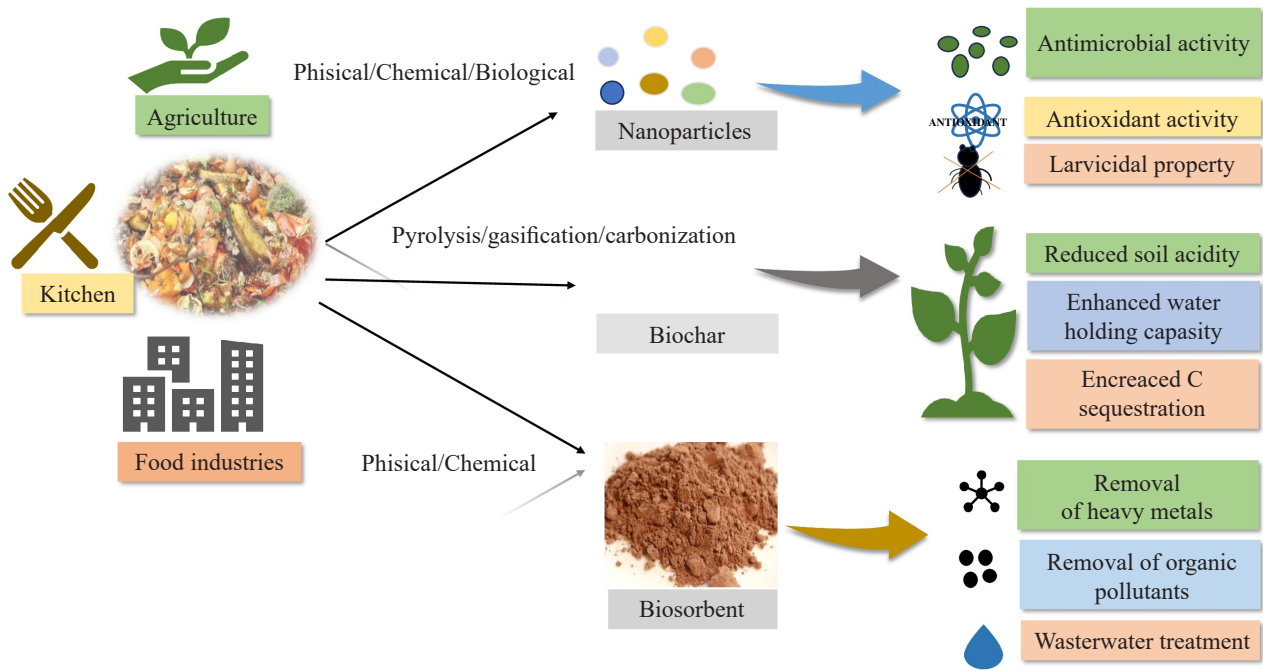 Agriculture
Kitchen
Food industries
Phisical/Chemical/Biological
Pyrolysis/gasification/carbonization
Phisical/Chemical
Nanoparticles
Biochar
Biosorbent
Antimicrobial activity
ANTIOXIDANT
Antioxidant activity
Larvicidal property
Reduced soil acidity
Enhanced water
holding capasity
Encreaced C
sequestration
Removal
of heavy metals
Removal of organic
pollutants
Wasterwater treatment